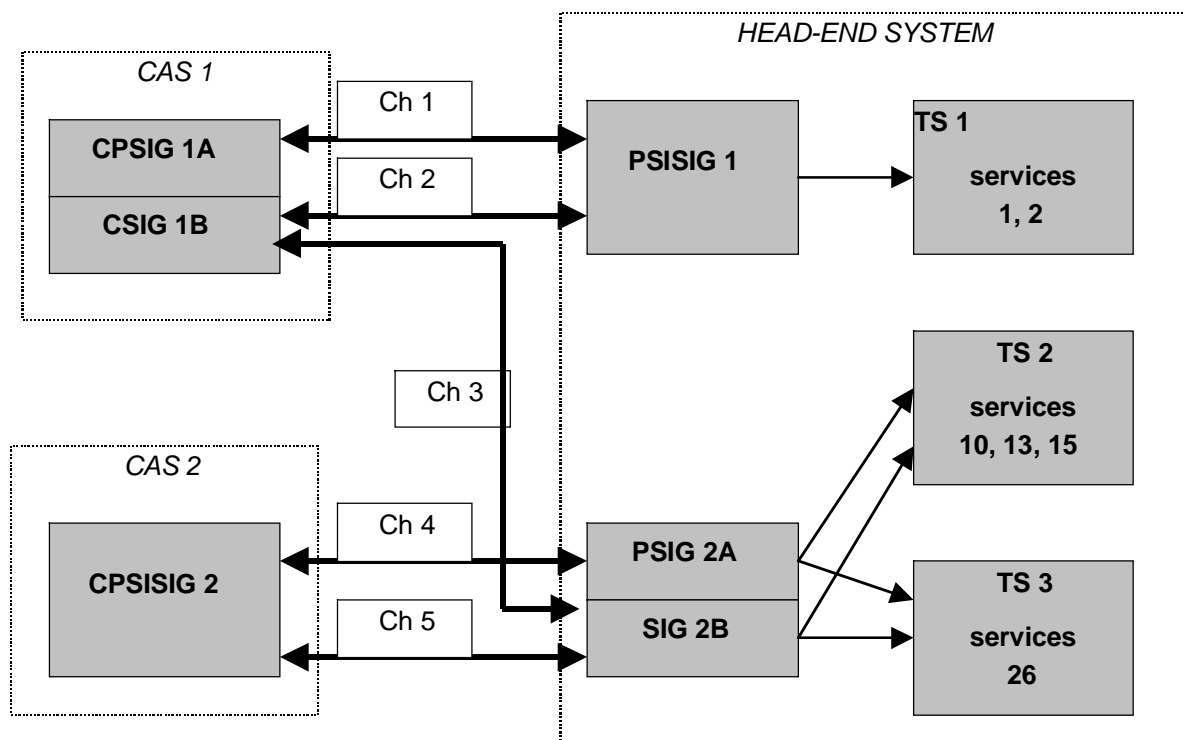 HEAD-END SYSTEM
CAS 1
Ch 1
CPSIG 1A
Ch 2
CSIG 1B
PSISIG 1
TS 1
services
1, 2
Ch 3
TS 2
services
10, 13, 15
CAS 2
Ch 4
CPSISIG 2
Ch 5
PSIG 2A
SIG 2B
TS 3
services
26